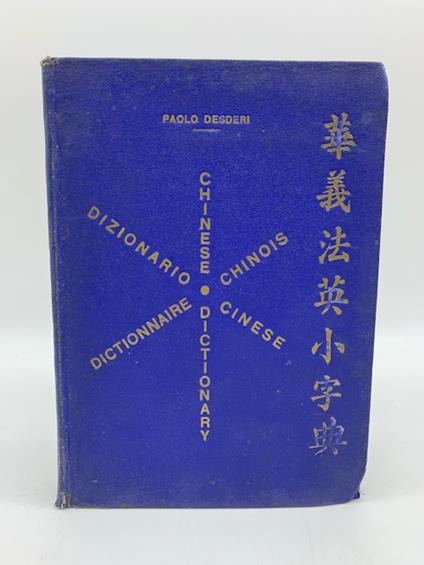 PAOLO DESDERI
CHINESE • DICTIONARY
DIZIONARIO CINESE
DICTIONNAIRE CHINOIS
華義法英小字典